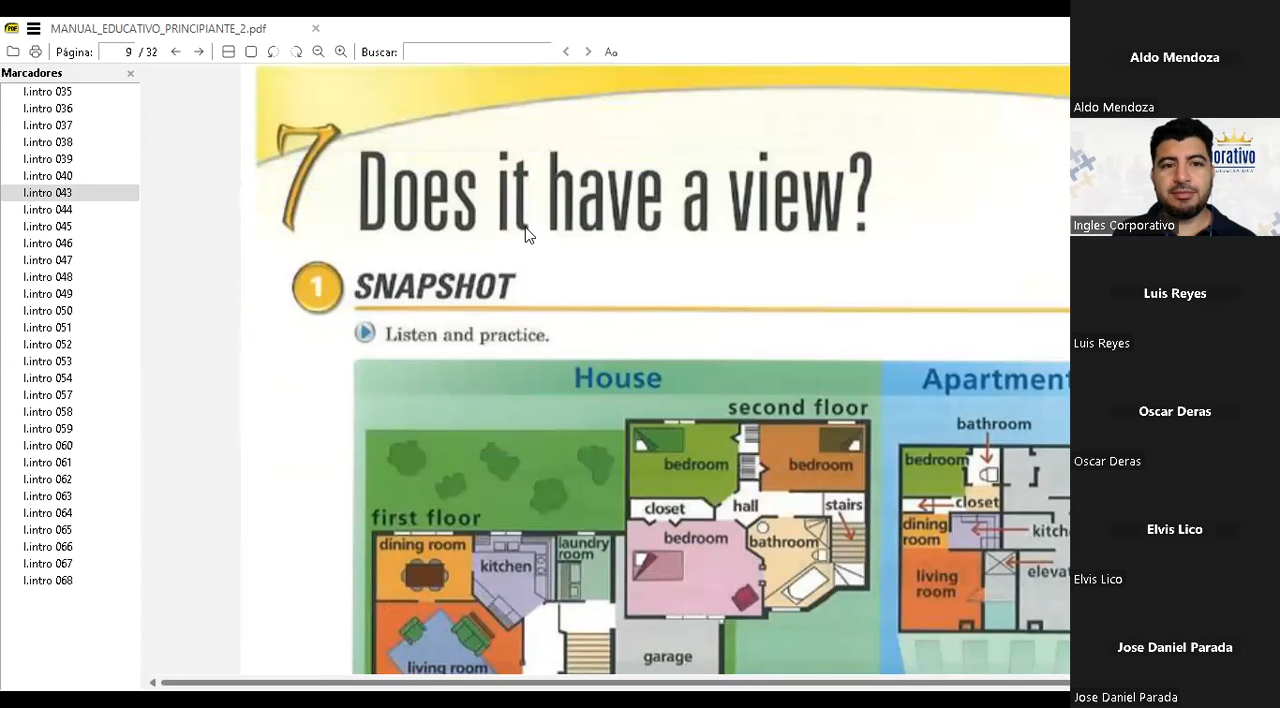 MANUAL_EDUCATIVO_PRINCIPIANTE_2.pdf
Página: 9 / 32 Buscar: Aa
Marcadores
I.intro 035
I.intro 036
I.intro 037
I.intro 038
I.intro 039
I.intro 040
I.intro 043
I.intro 044
I.intro 045
I.intro 046
I.intro 047
I.intro 048
I.intro 049
I.intro 050
I.intro 051
I.intro 052
I.intro 053
I.intro 054
I.intro 057
I.intro 058
I.intro 059
I.intro 060
I.intro 061
I.intro 062
I.intro 063
I.intro 064
I.intro 065
I.intro 066
I.intro 067
I.intro 068
7 Does it have a view?
1 SNAPSHOT
Listen and practice.
House
second floor
bedroom
bedroom
closet
hall
stairs
bedroom
bathroom
first floor
dining room
kitchen
laundry
room
living room
garage
Apartment
bathroom
bedroom
closet
dining
room
kitch
living
room
eleva
Aldo Mendoza
Aldo Mendoza
orativo
Ingles Corporativo
Luis Reyes
Luis Reyes
Oscar Deras
Oscar Deras
Elvis Lico
Elvis Lico
Jose Daniel Parada
Jose Daniel Parada